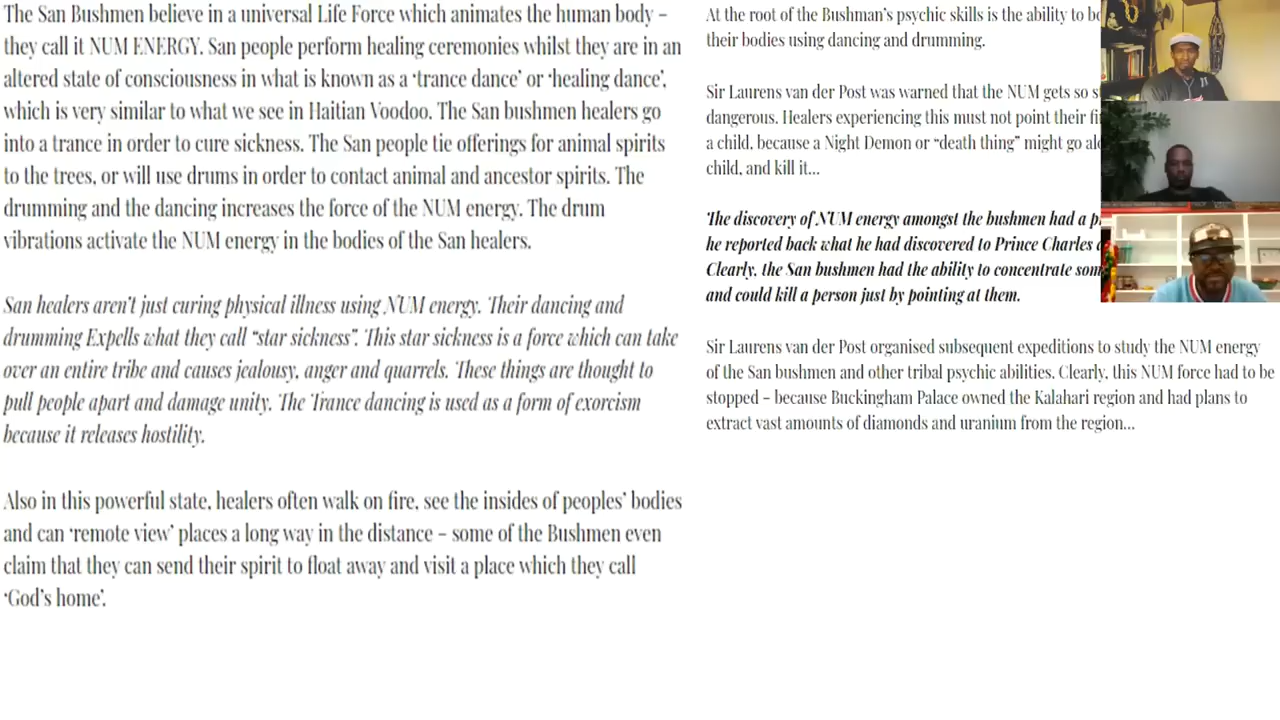 The San Bushmen believe in a universal Life Force which animates the human body –
they call it NUM ENERGY. San people perform healing ceremonies whilst they are in an
altered state of consciousness in what is known as a ‘trance dance’ or ‘healing dance’,
which is very similar to what we see in Haitian Voodoo. The San bushmen healers go
into a trance in order to cure sickness. The San people tie offerings for animal spirits
to the trees, or will use drums in order to contact animal and ancestor spirits. The
drumming and the dancing increases the force of the NUM energy. The drum
vibrations activate the NUM energy in the bodies of the San healers.
San healers aren’t just curing physical illness using NUM energy. Their dancing and
drumming Expells what they call “star sickness”. This star sickness is a force which can take
over an entire tribe and causes jealousy, anger and quarrels. These things are thought to
pull people apart and damage unity. The Trance dancing is used as a form of exorcism
because it releases hostility.
Also in this powerful state, healers often walk on fire, see the insides of peoples’ bodies
and can ‘remote view’ places a long way in the distance – some of the Bushmen even
claim that they can send their spirit to float away and visit a place which they call
‘God’s home’.
At the root of the Bushman’s psychic skills is the ability to
their bodies using dancing and drumming.
Sir Laurens van der Post was warned that the NUM gets so
dangerous. Healers experiencing this must not point their
a child, because a Night Demon or “death thing” might go
child, and kill it...
The discovery of NUM energy amongst the bushmen had a
he reported back what he had discovered to Prince Charles
Clearly, the San bushmen had the ability to concentrate
and could kill a person just by pointing at them.
Sir Laurens van der Post organised subsequent expeditions to study the NUM energy
of the San bushmen and other tribal psychic abilities. Clearly, this NUM force had to be
stopped – because Buckingham Palace owned the Kalahari region and had plans to
extract vast amounts of diamonds and uranium from the region...